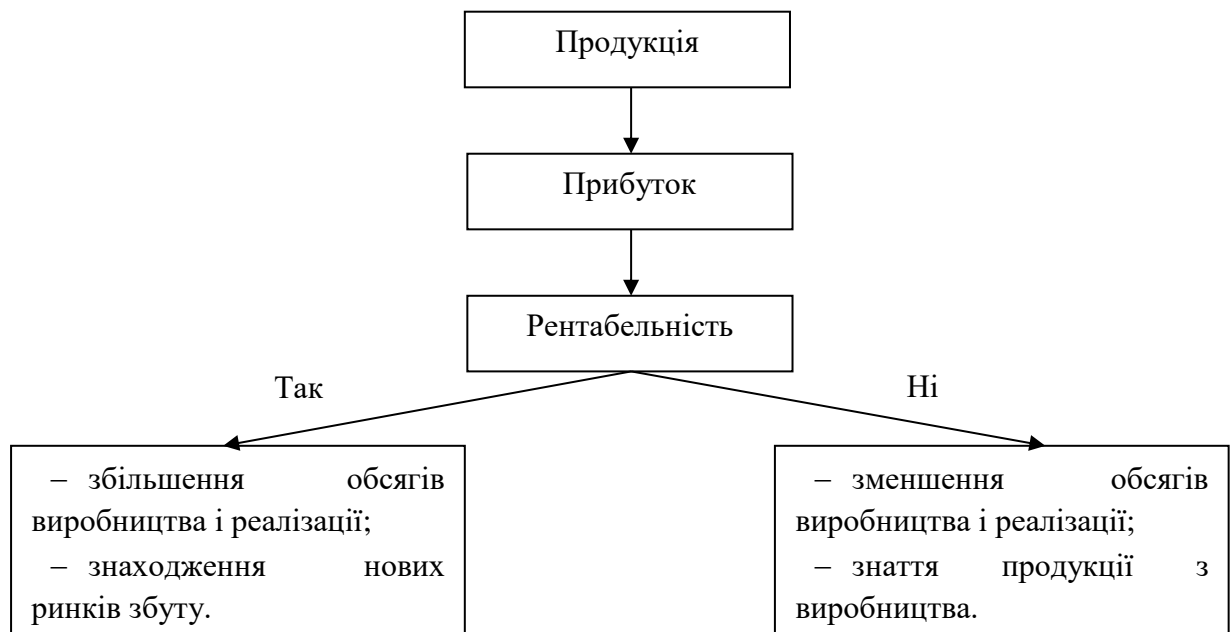 Продукція
Прибуток
Рентабельність
Так
Ні
– збільшення обсягів
виробництва і реалізації;
– знаходження нових
ринків збуту.
– зменшення обсягів
виробництва і реалізації;
– знаття продукції з
виробництва.